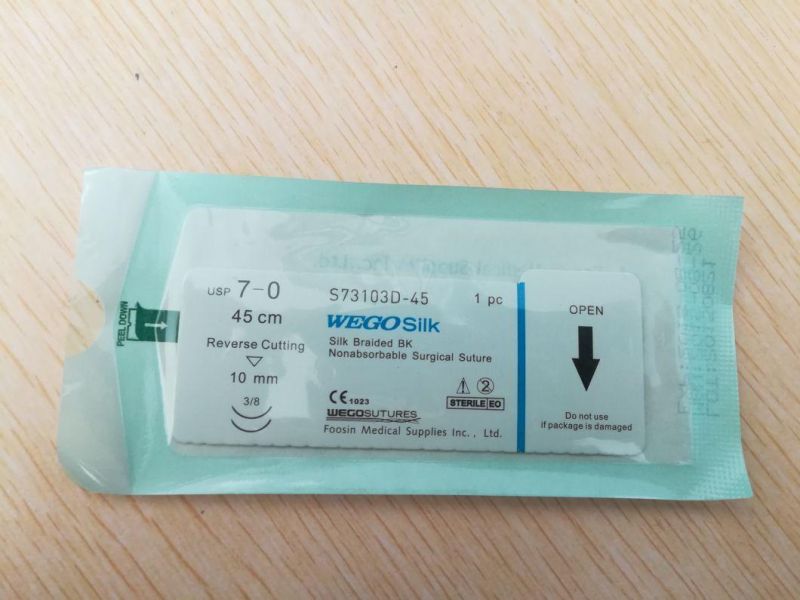 USP 7-0
45 cm
Reverse Cutting
10 mm
3/8
S73103D-45 1 pc
WEGO Silk
Silk Braided BK
Nonabsorbable Surgical Suture
CE 1023
2
STERILE EO
WEGOSUTURES
Foosin Medical Supplies Inc., Ltd.
OPEN
Do not use
if package is damaged
PEEL DOWN